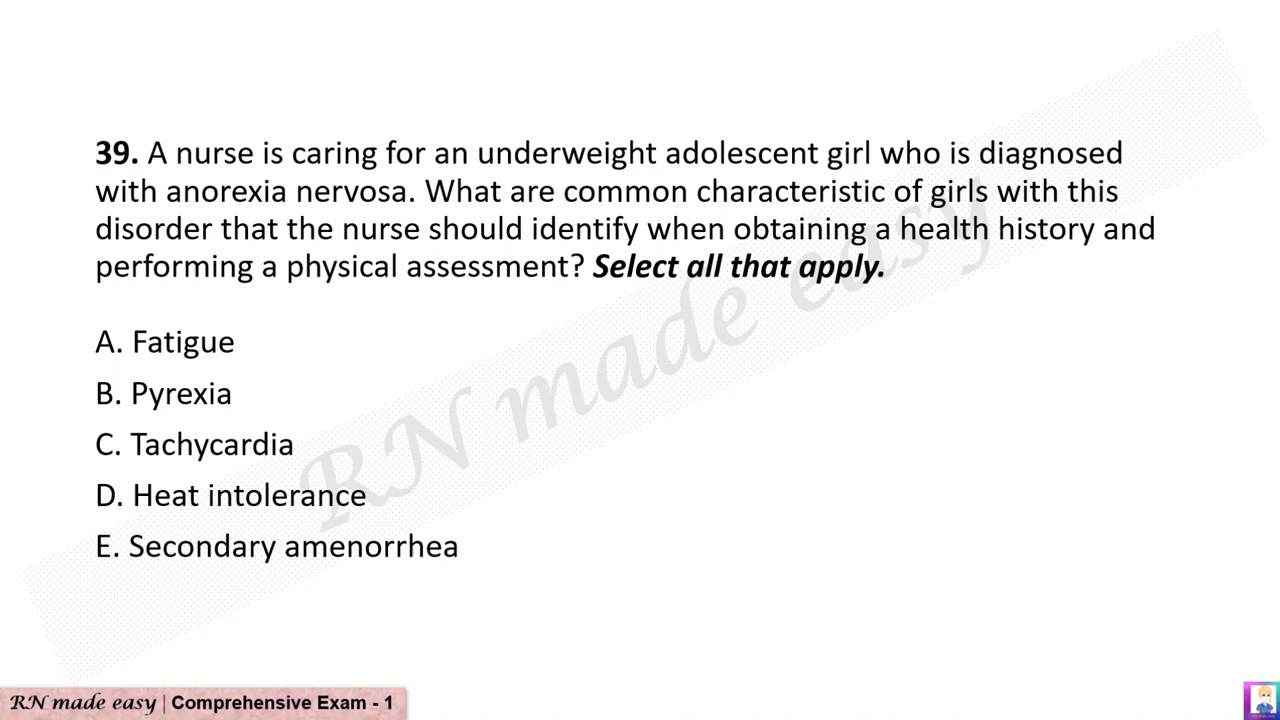 39. A nurse is caring for an underweight adolescent girl who is diagnosed
with anorexia nervosa. What are common characteristic of girls with this
disorder that the nurse should identify when obtaining a health history and
performing a physical assessment? Select all that apply.
A. Fatigue
B. Pyrexia
C. Tachycardia
D. Heat intolerance
E. Secondary amenorrhea
RN made easy
RN made easy | Comprehensive Exam - 1